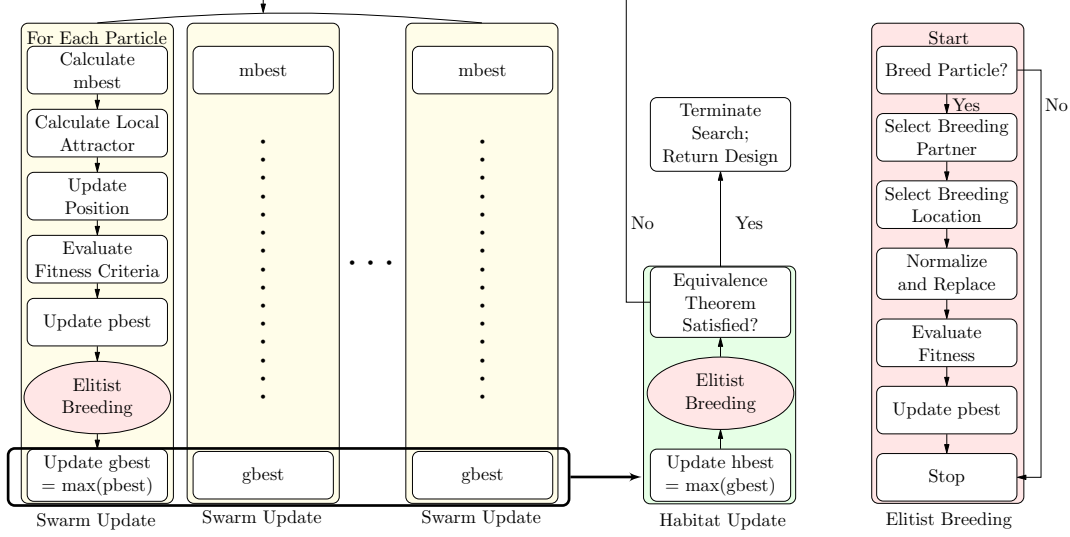 For Each Particle
Calculate
mbest
Calculate Local
Attractor
Update
Position
Evaluate
Fitness Criteria
Update pbest
Elitist
Breeding
Update gbest
= max(pbest)
Swarm Update
mbest
gbest
Swarm Update
mbest
gbest
Swarm Update
Terminate
Search;
Return Design
No
Yes
Equivalence
Theorem
Satisfied?
Elitist
Breeding
Update hbest
= max(gbest)
Habitat Update
Start
Breed Particle?
Yes
No
Select Breeding
Partner
Select Breeding
Location
Normalize
and Replace
Evaluate
Fitness
Update pbest
Stop
Elitist Breeding